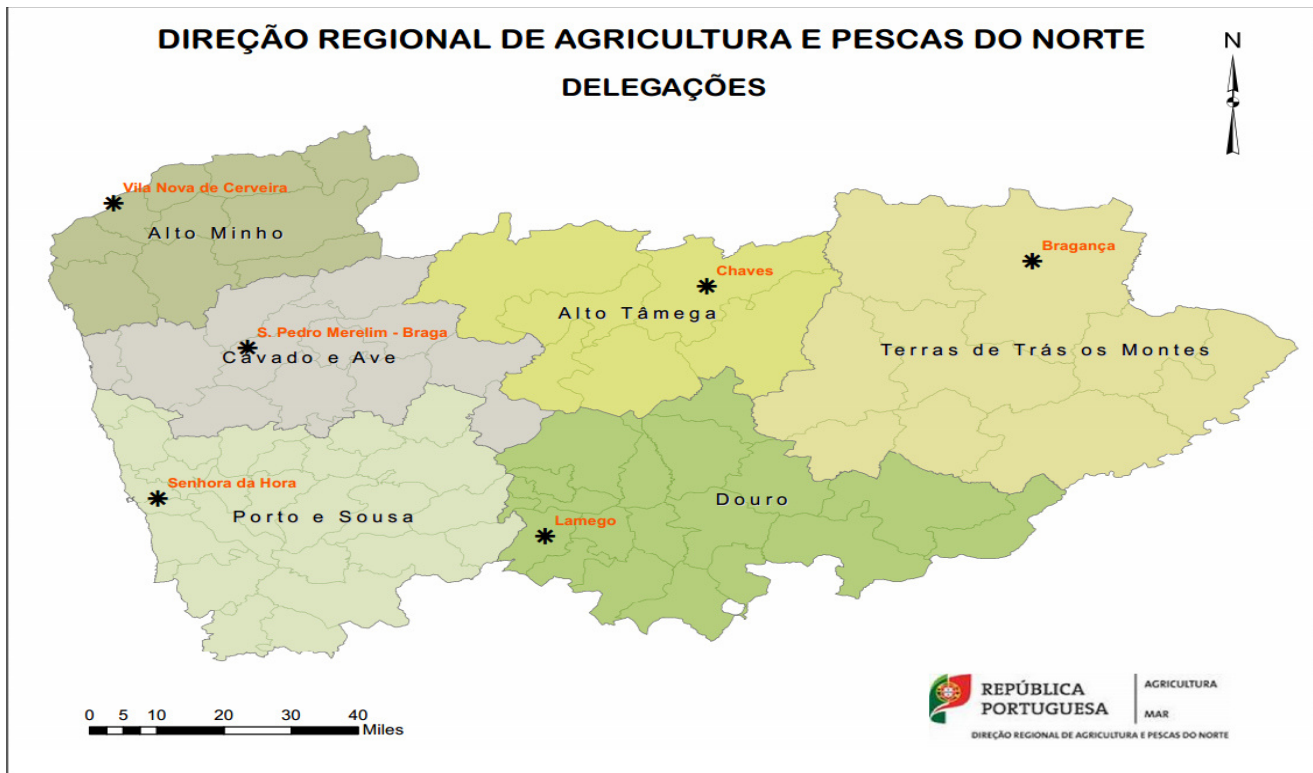 DIREÇÃO REGIONAL DE AGRICULTURA E PESCAS DO NORTE
DELEGAÇÕES
N
Vila Nova de Cerveira
Alto Minho
Bragança
Chaves
Alto Tâmega
S. Pedro Merelim - Braga
Cavado e Ave
Terras de Trás os Montes
Senhora da Hora
Porto e Sousa
Douro
Lamego
0 5 10 20 30 40
Miles
REPÚBLICA
PORTUGUESA
AGRICULTURA
MAR
DIREÇÃO REGIONAL DE AGRICULTURA E PESCAS DO NORTE